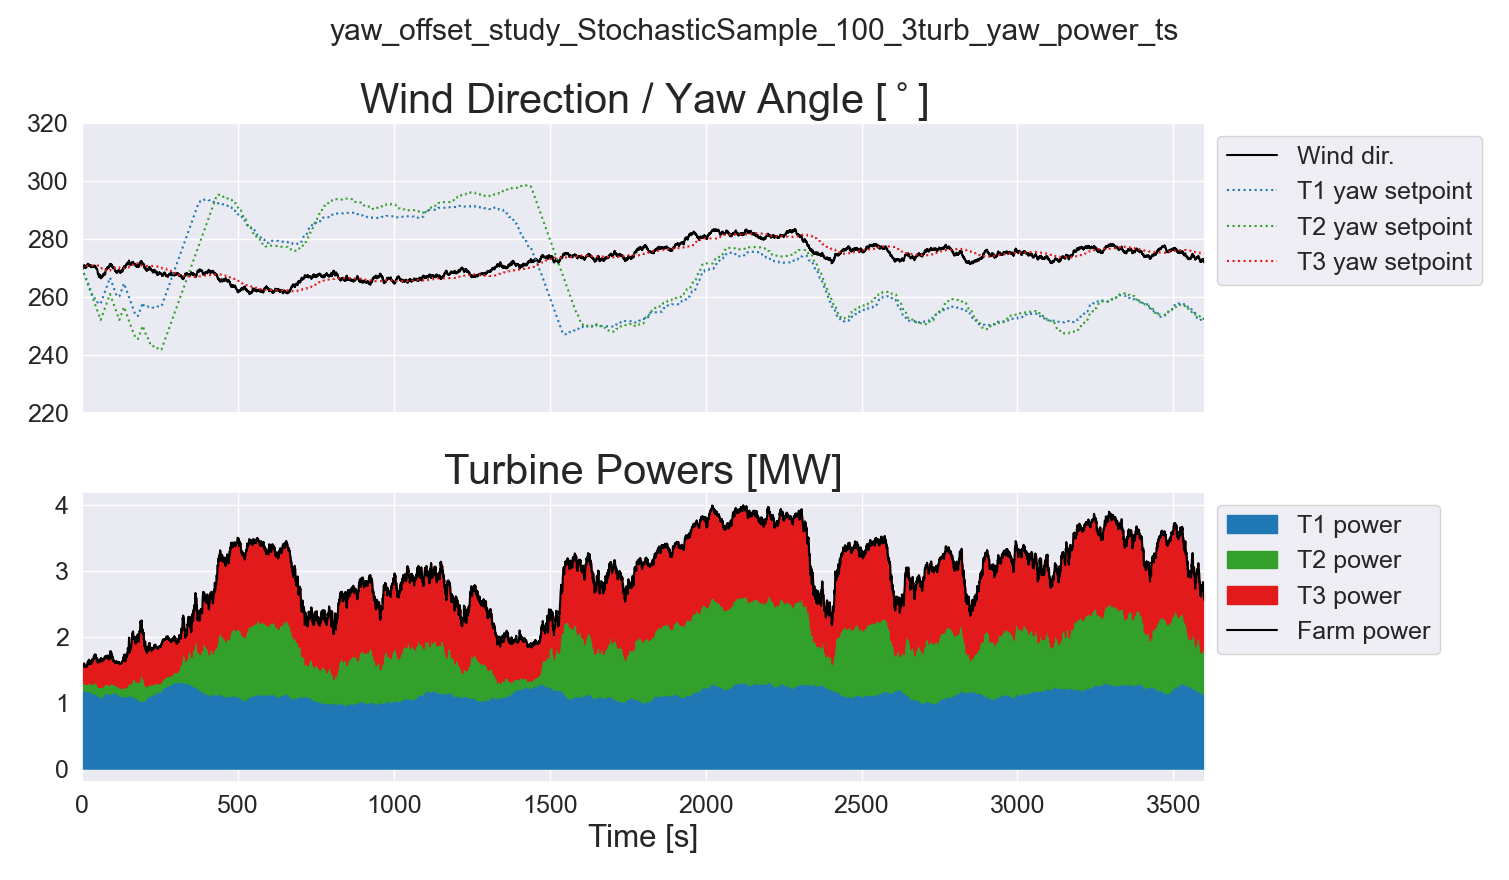 yaw_offset_study_StochasticSample_100_3turb_yaw_power_ts
Wind Direction / Yaw Angle [ ° ]
320
300
280
260
240
220
Wind dir.
T1 yaw setpoint
T2 yaw setpoint
T3 yaw setpoint
Turbine Powers [MW]
4
3
2
1
0
T1 power
T2 power
T3 power
Farm power
0 500 1000 1500 2000 2500 3000 3500
Time [s]